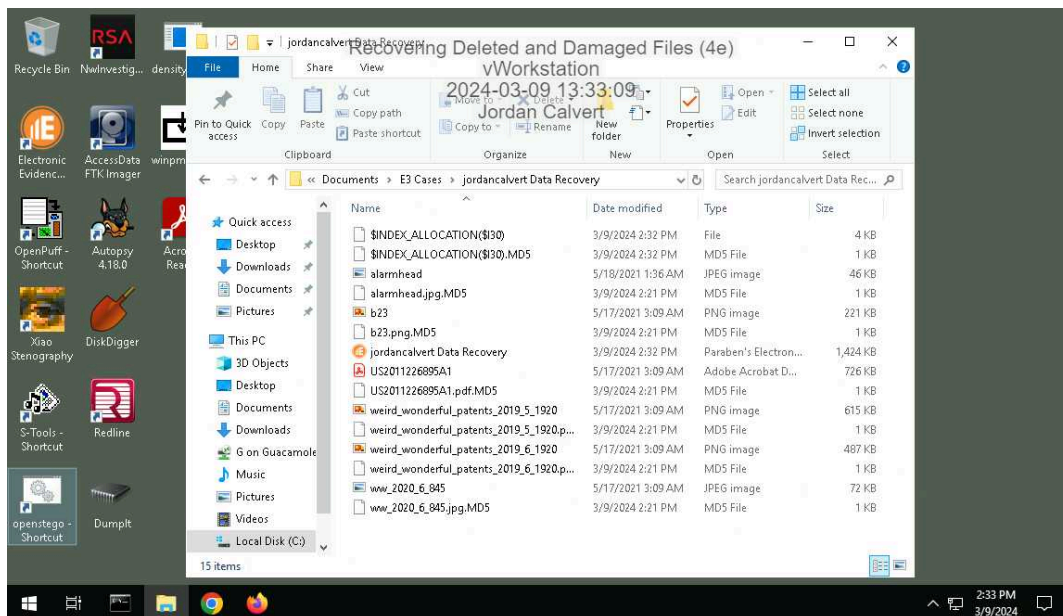 Recycle Bin
NwInvestig...
density
Electronic
Evidenc...
AccessData
FTK Imager
winpm
OpenPuff -
Shortcut
Autopsy
4.18.0
Acro
Rea
Xiao
Stenography
DiskDigger
S-Tools -
Shortcut
Redline
openstego -
Shortcut
DumpIt
RSA
jordancalvert Data Recovery
Recovering Deleted and Damaged Files (4e)
vWorkstation
2024-03-09 13:33:09
Jordan Calvert
File Home Share View
Pin to Quick
access
Copy
Paste
Cut
Copy path
Paste shortcut
Clipboard
Move to
Copy to
Delete
Rename
Organize
New
folder
New
Properties
Open
Edit
Open
Select all
Select none
Invert selection
Select
« Documents > E3 Cases > jordancalvert Data Recovery
Search jordancalvert Data Rec...
Quick access
Desktop
Downloads
Documents
Pictures
This PC
3D Objects
Desktop
Documents
Downloads
G on Guacamole
Music
Pictures
Videos
Local Disk (C:)
Name Date modified Type Size
$INDEX_ALLOCATION($I30) 3/9/2024 2:32 PM File 4 KB
$INDEX_ALLOCATION($I30).MD5 3/9/2024 2:32 PM MD5 File 1 KB
alarmhead 5/18/2021 1:36 AM JPEG image 46 KB
alarmhead.jpg.MD5 3/9/2024 2:21 PM MD5 File 1 KB
b23 5/17/2021 3:09 AM PNG image 221 KB
b23.png.MD5 3/9/2024 2:21 PM MD5 File 1 KB
jordancalvert Data Recovery 3/9/2024 2:32 PM Paraben's Electron... 1,424 KB
US2011226895A1 5/17/2021 3:09 AM Adobe Acrobat D... 726 KB
US2011226895A1.pdf.MD5 3/9/2024 2:21 PM MD5 File 1 KB
weird_wonderful_patents_2019_5_1920 5/17/2021 3:09 AM PNG image 615 KB
weird_wonderful_patents_2019_5_1920.p... 3/9/2024 2:21 PM MD5 File 1 KB
weird_wonderful_patents_2019_6_1920 5/17/2021 3:09 AM PNG image 487 KB
weird_wonderful_patents_2019_6_1920.p... 3/9/2024 2:21 PM MD5 File 1 KB
ww_2020_6_845 5/17/2021 3:09 AM JPEG image 72 KB
ww_2020_6_845.jpg.MD5 3/9/2024 2:21 PM MD5 File 1 KB
15 items
2:33 PM
3/9/2024